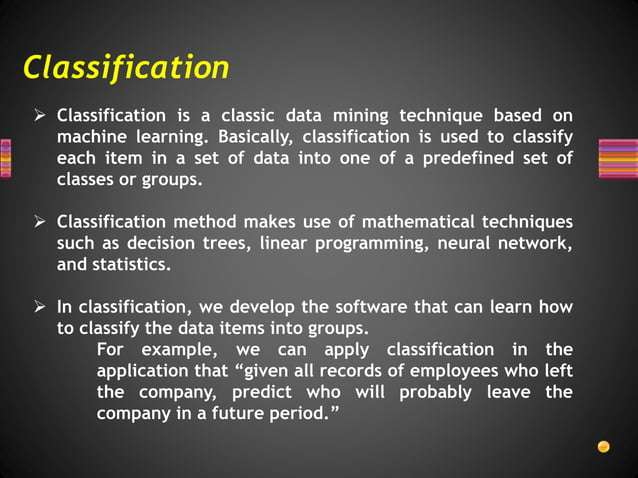 Classification
➢ Classification is a classic data mining technique based on
machine learning. Basically, classification is used to classify
each item in a set of data into one of a predefined set of
classes or groups.
➢ Classification method makes use of mathematical techniques
such as decision trees, linear programming, neural network,
and statistics.
➢ In classification, we develop the software that can learn how
to classify the data items into groups.
For example, we can apply classification in the
application that “given all records of employees who left
the company, predict who will probably leave the
company in a future period.”